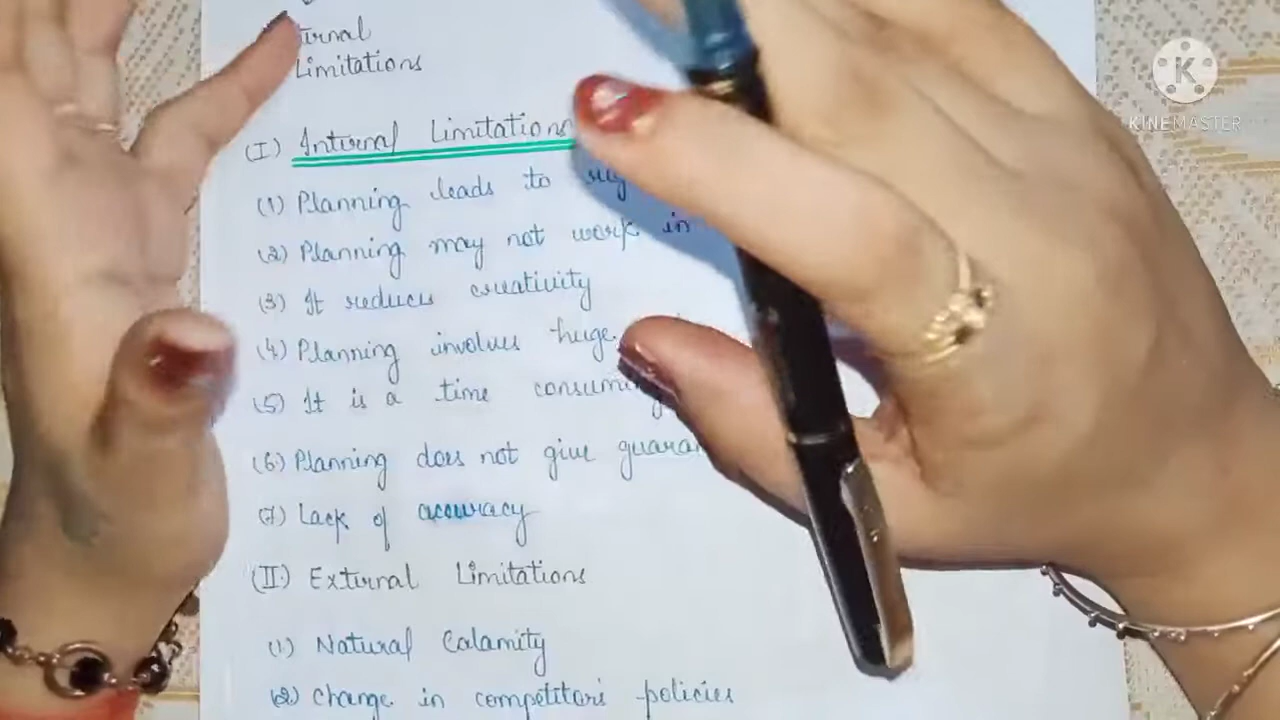 Limitations
(I) Internal Limitations
(1) Planning leads to
(2) Planning may not work in
(3) It reduces creativity
(4) Planning involves huge
(5) It is a time consuming
(6) Planning does not give
(7) Lack of accuracy
(II) External Limitations
(1) Natural Calamity
(2) Change in competitors policies
K
KINEMASTER